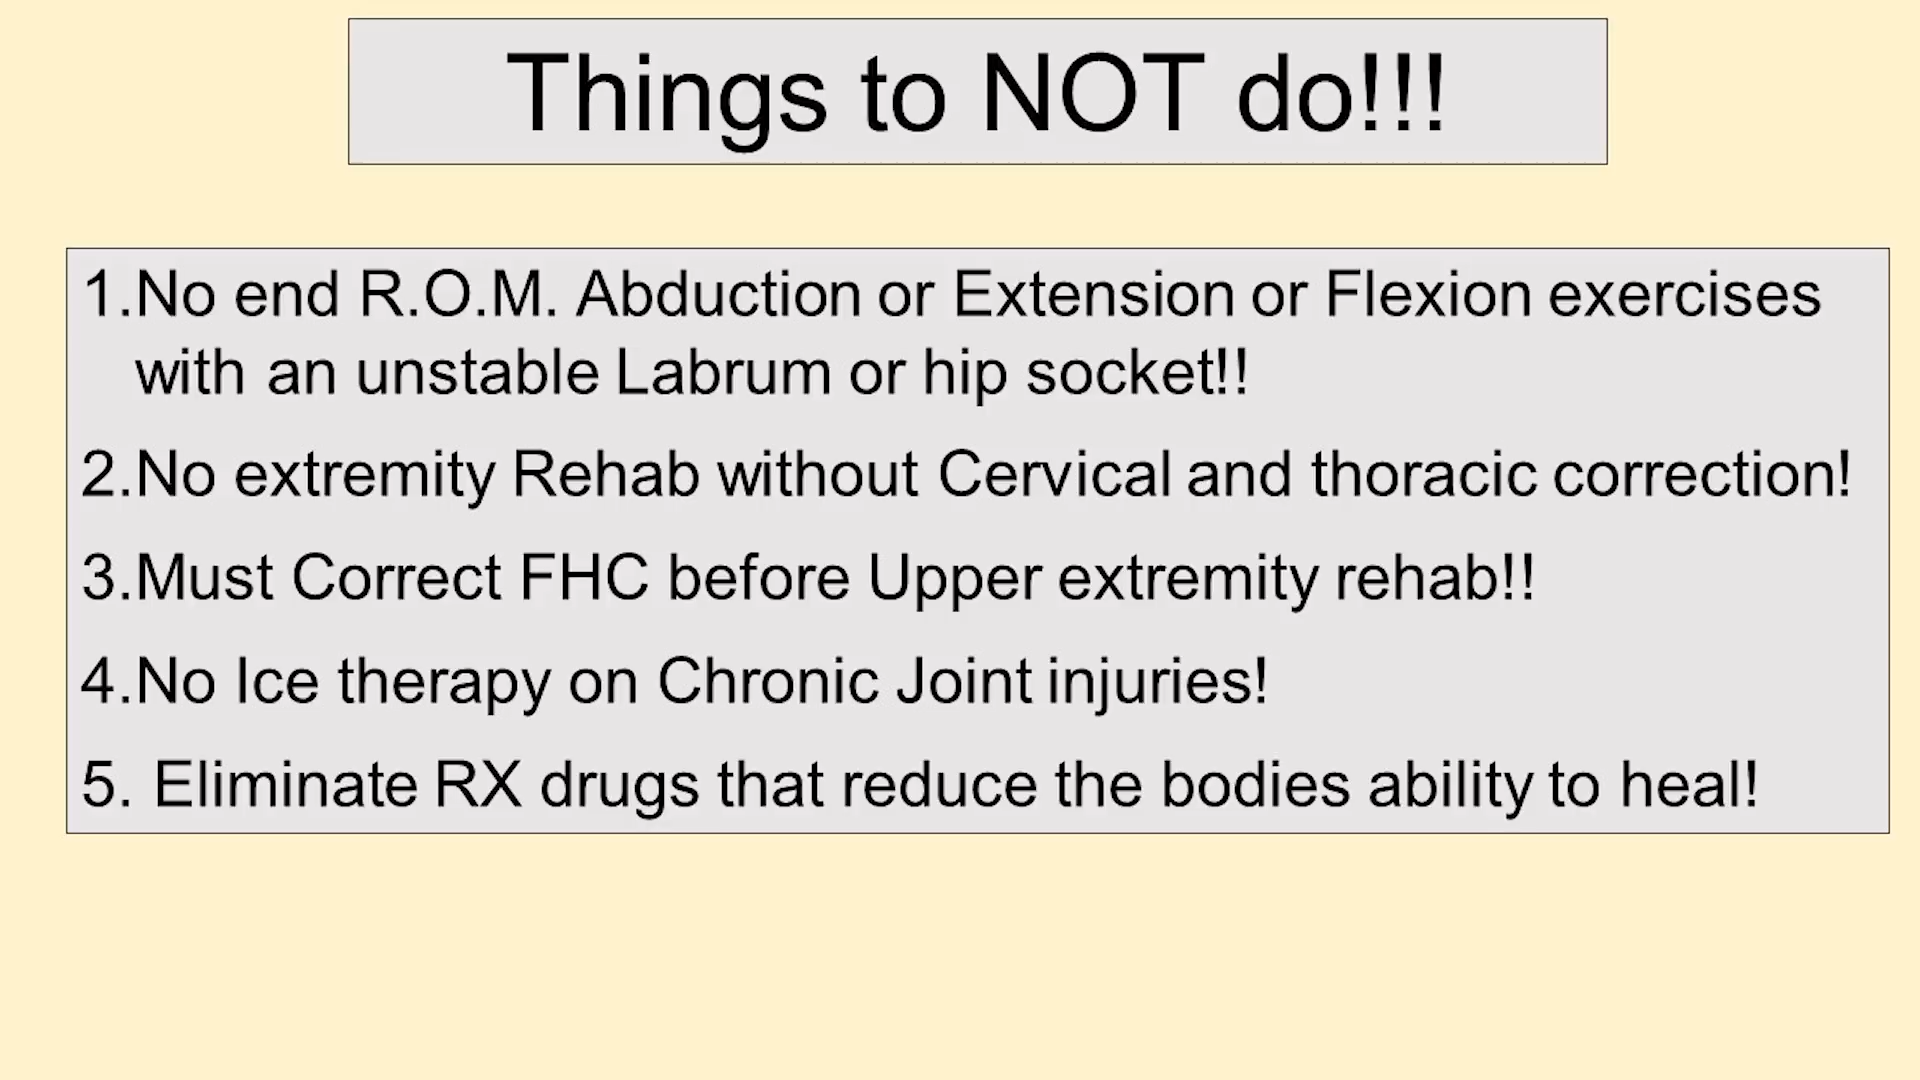 Things to NOT do!!!
1.No end R.O.M. Abduction or Extension or Flexion exercises
with an unstable Labrum or hip socket!!
2.No extremity Rehab without Cervical and thoracic correction!
3.Must Correct FHC before Upper extremity rehab!!
4.No Ice therapy on Chronic Joint injuries!
5. Eliminate RX drugs that reduce the bodies ability to heal!